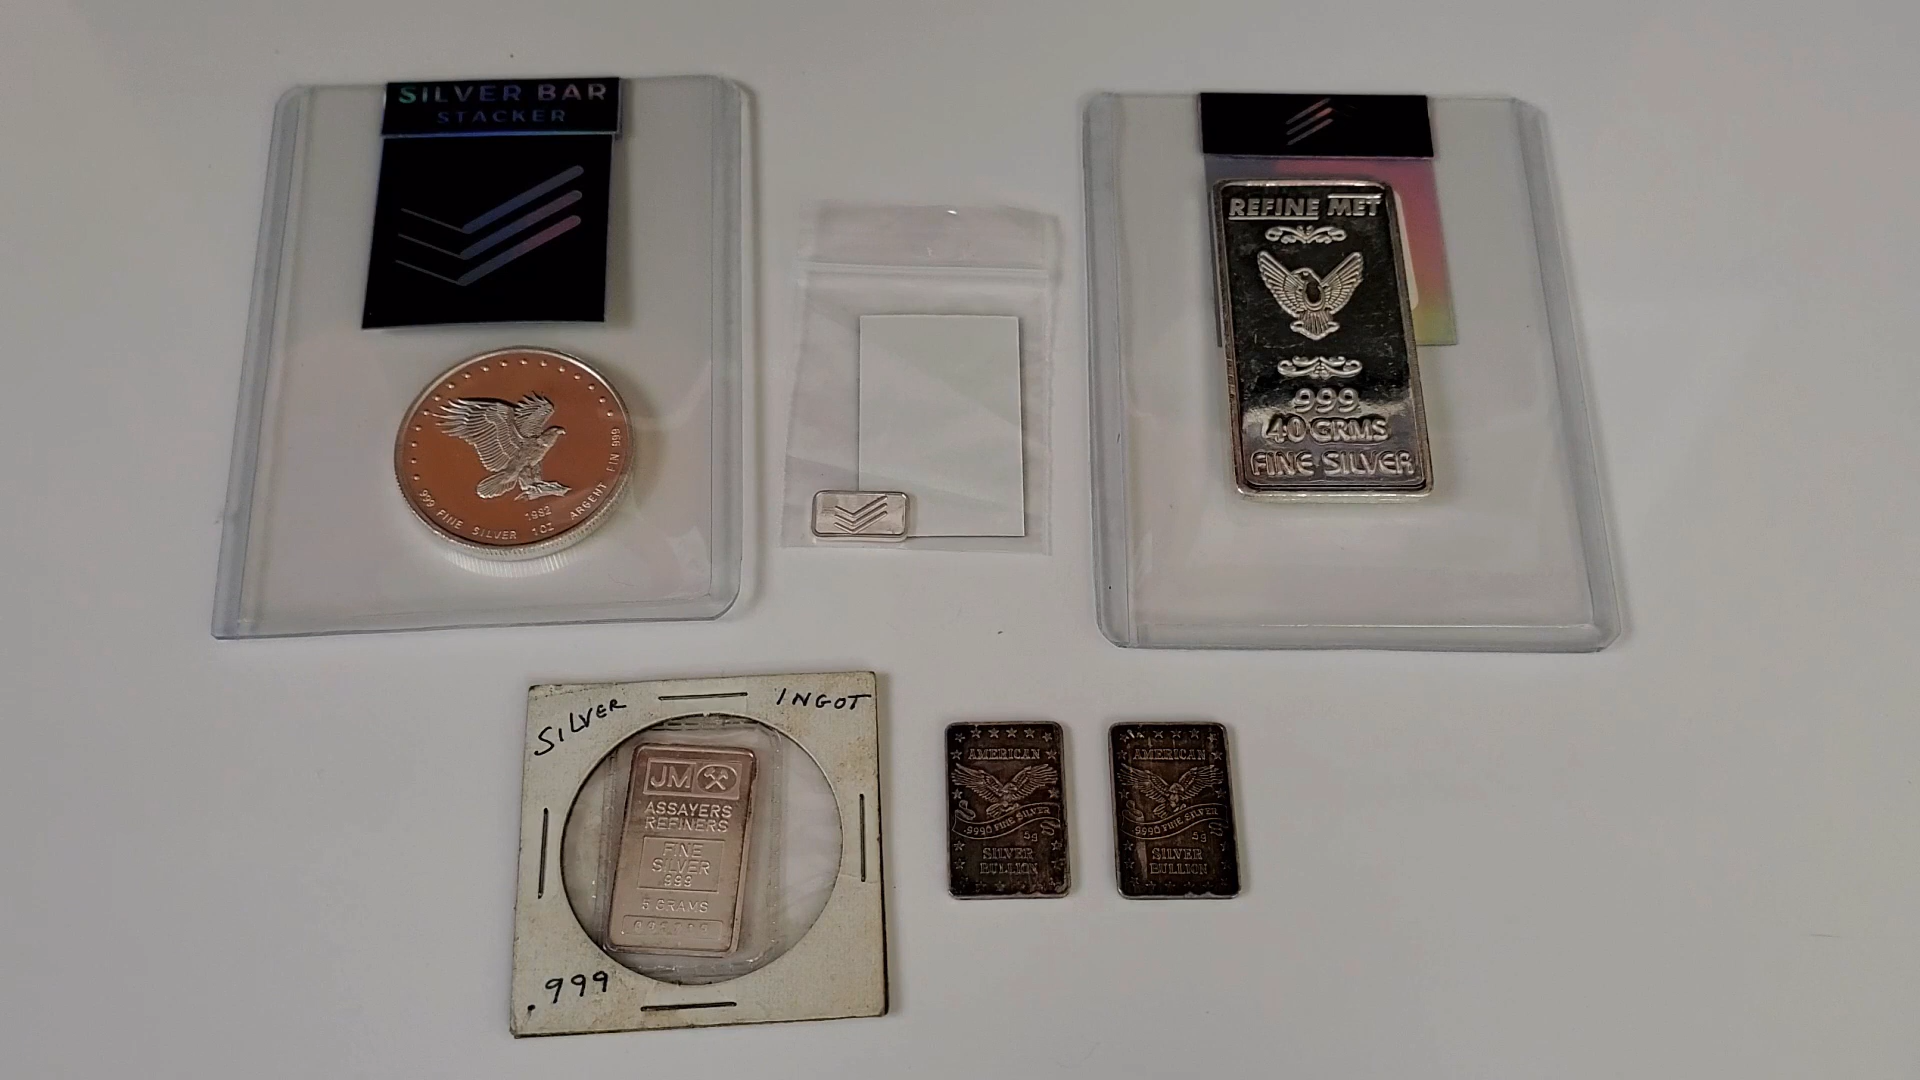 SILVER BAR
STACKER
999 FINE SILVER 1 OZ ARGENT FIN 999
1982
REFINE MET
999
40 GRMS
FINE SILVER
SILVER INGOT
JM
ASSAYERS
REFINERS
FINE
SILVER
999
5 GRAMS
.999
AMERICAN
.9990 FINE SILVER
5g
SILVER
BULLION
AMERICAN
9990 FINE SILVER
5g
SILVER
BULLION